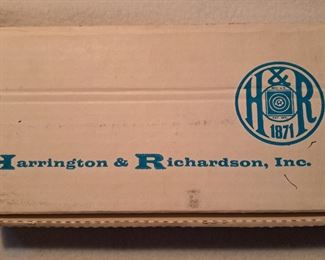 H&R
1871
Harrington & Richardson, Inc.